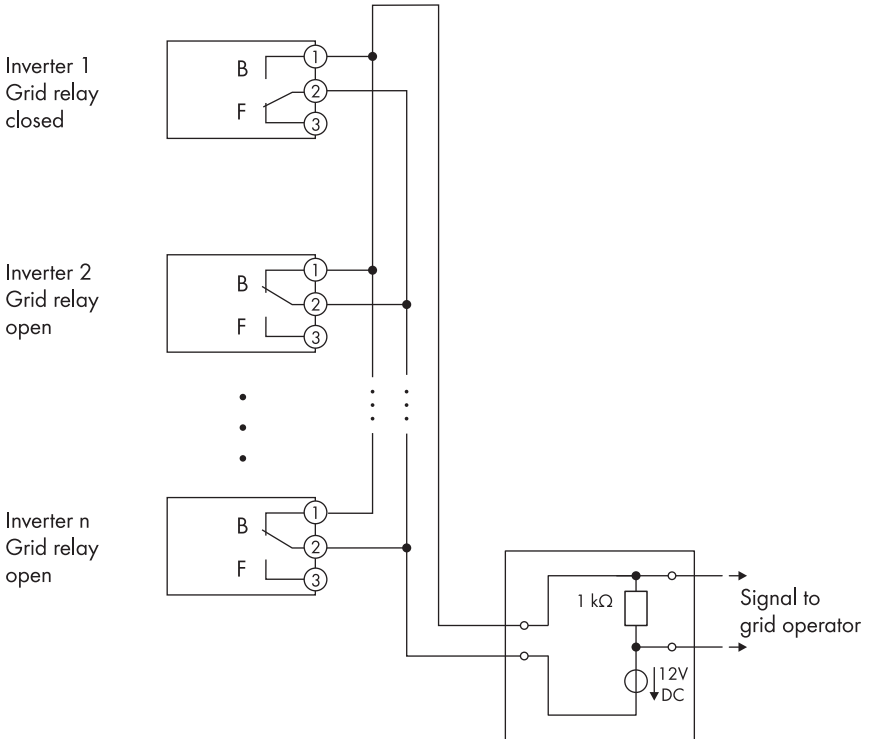 Inverter 1
Grid relay
closed
B
F
1
2
3
Inverter 2
Grid relay
open
B
F
1
2
3
Inverter n
Grid relay
open
B
F
1
2
3
1 kΩ
Signal to
grid operator
12V
DC